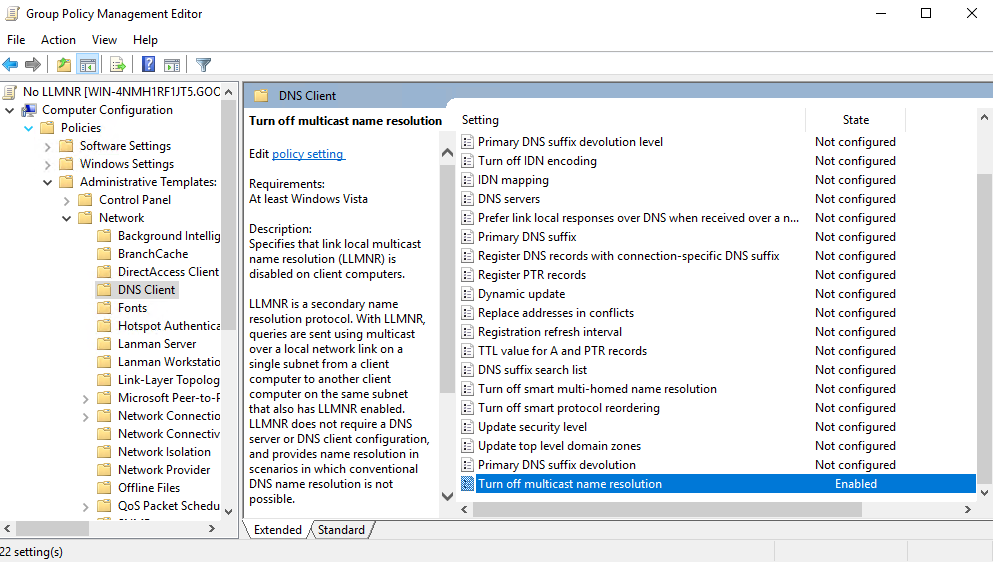 Group Policy Management Editor
File Action View Help
No LLMNR [WIN-4NMH1RF1JT5.GOC
Computer Configuration
Policies
Software Settings
Windows Settings
Administrative Templates:
Control Panel
Network
Background Intellig
BranchCache
DirectAccess Client
DNS Client
Fonts
Hotspot Authentica
Lanman Server
Lanman Workstatio
Link-Layer Topolog
Microsoft Peer-to-P
Network Connectio
Network Connectiv
Network Isolation
Network Provider
Offline Files
QoS Packet Schedu
DNS Client
Turn off multicast name resolution
Edit policy setting
Requirements:
At least Windows Vista
Description:
Specifies that link local multicast
name resolution (LLMNR) is
disabled on client computers.
LLMNR is a secondary name
resolution protocol. With LLMNR,
queries are sent using multicast
over a local network link on a
single subnet from a client
computer to another client
computer on the same subnet
that also has LLMNR enabled.
LLMNR does not require a DNS
server or DNS client configuration,
and provides name resolution in
scenarios in which conventional
DNS name resolution is not
possible.
Setting State
Primary DNS suffix devolution level Not configured
Turn off IDN encoding Not configured
IDN mapping Not configured
DNS servers Not configured
Prefer link local responses over DNS when received over a n... Not configured
Primary DNS suffix Not configured
Register DNS records with connection-specific DNS suffix Not configured
Register PTR records Not configured
Dynamic update Not configured
Replace addresses in conflicts Not configured
Registration refresh interval Not configured
TTL value for A and PTR records Not configured
DNS suffix search list Not configured
Turn off smart multi-homed name resolution Not configured
Turn off smart protocol reordering Not configured
Update security level Not configured
Update top level domain zones Not configured
Primary DNS suffix devolution Not configured
Turn off multicast name resolution Enabled
Extended Standard
22 setting(s)